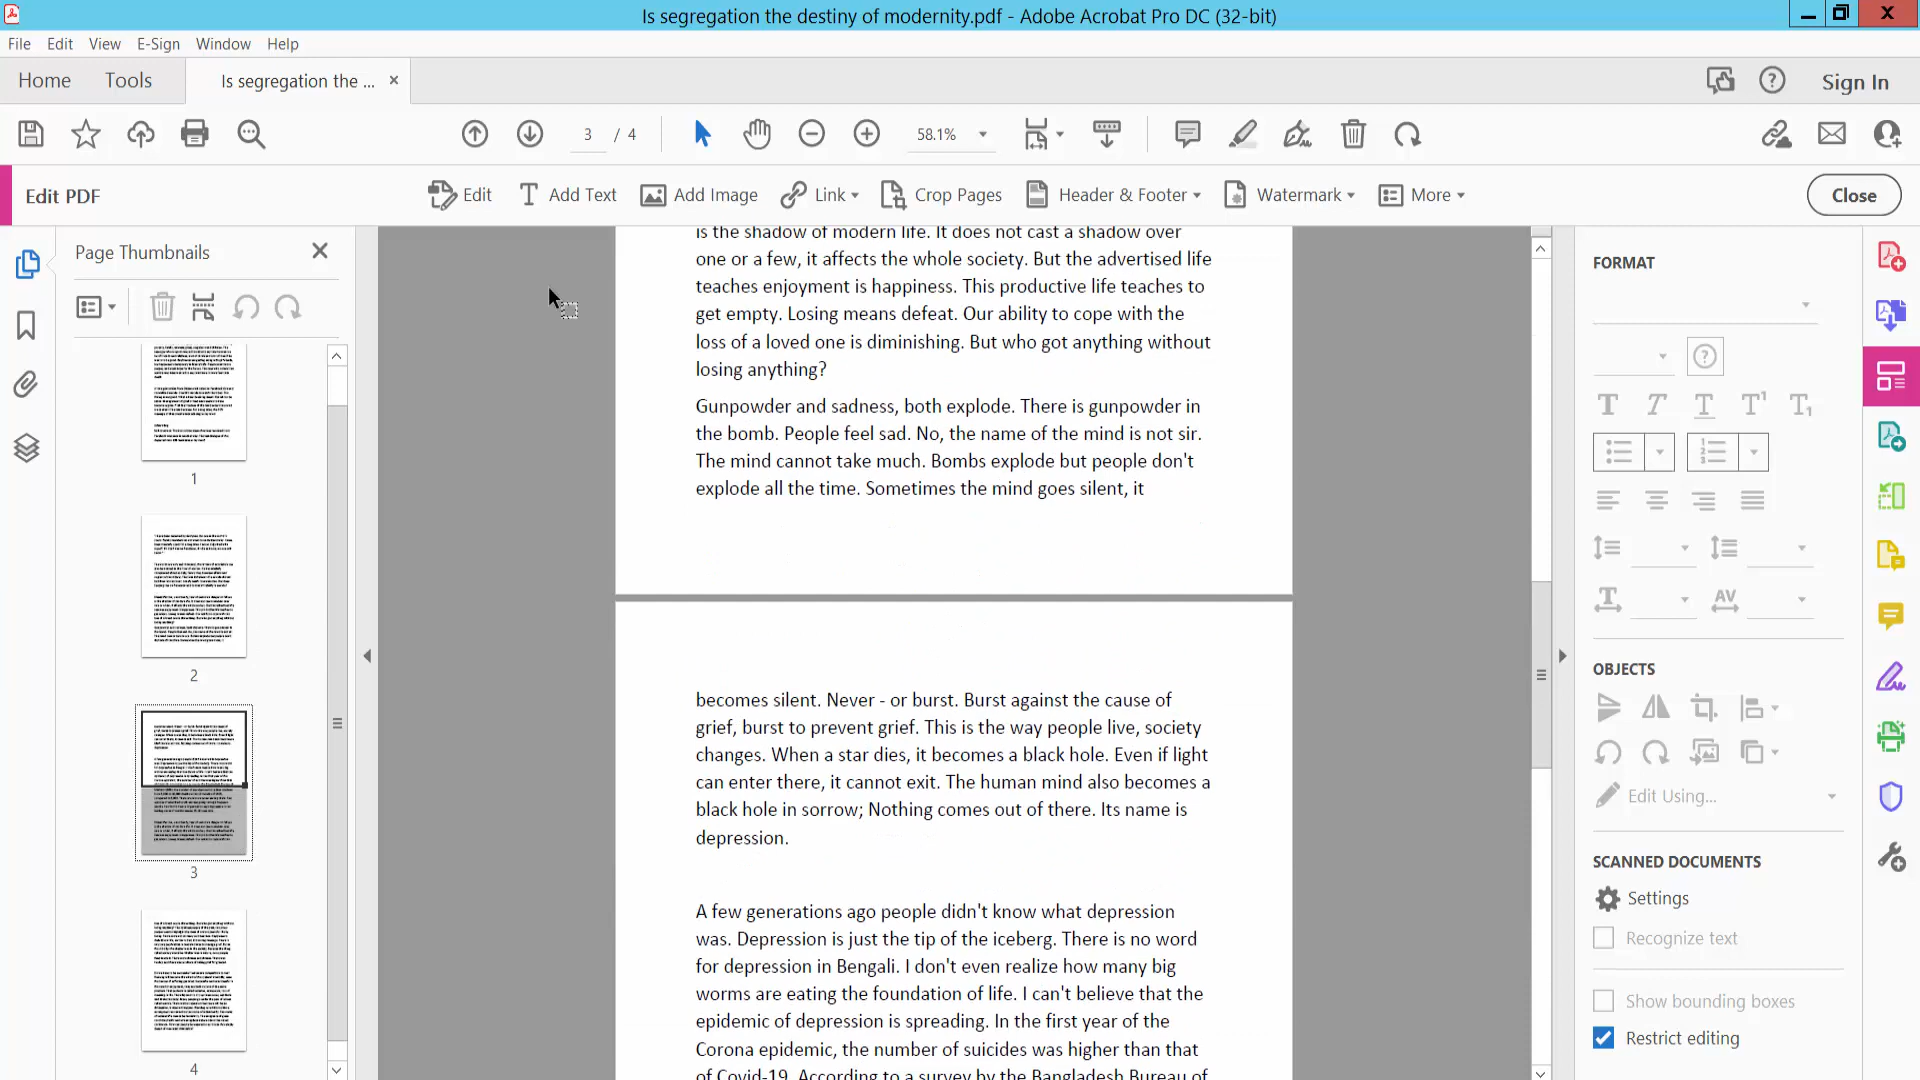 Is segregation the destiny of modernity.pdf - Adobe Acrobat Pro DC (32-bit)
File Edit View E-Sign Window Help
Home Tools Is segregation the ... Sign In
3 / 4 58.1%
Edit PDF Edit Add Text Add Image Link Crop Pages Header & Footer Watermark More Close
Page Thumbnails
1
2
3
4
is the shadow of modern life. It does not cast a shadow over
one or a few, it affects the whole society. But the advertised life
teaches enjoyment is happiness. This productive life teaches to
get empty. Losing means defeat. Our ability to cope with the
loss of a loved one is diminishing. But who got anything without
losing anything?
Gunpowder and sadness, both explode. There is gunpowder in
the bomb. People feel sad. No, the name of the mind is not sir.
The mind cannot take much. Bombs explode but people don't
explode all the time. Sometimes the mind goes silent, it
becomes silent. Never - or burst. Burst against the cause of
grief, burst to prevent grief. This is the way people live, society
changes. When a star dies, it becomes a black hole. Even if light
can enter there, it cannot exit. The human mind also becomes a
black hole in sorrow; Nothing comes out of there. Its name is
depression.
A few generations ago people didn't know what depression
was. Depression is just the tip of the iceberg. There is no word
for depression in Bengali. I don't even realize how many big
worms are eating the foundation of life. I can't believe that the
epidemic of depression is spreading. In the first year of the
Corona epidemic, the number of suicides was higher than that
of Covid-19. According to a survey by the Bangladesh Bureau of
FORMAT
OBJECTS
Edit Using...
SCANNED DOCUMENTS
Settings
Recognize text
Show bounding boxes
Restrict editing